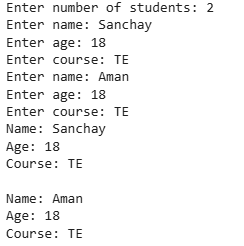 Enter number of students: 2
Enter name: Sanchay
Enter age: 18
Enter course: TE
Enter name: Aman
Enter age: 18
Enter course: TE
Name: Sanchay
Age: 18
Course: TE

Name: Aman
Age: 18
Course: TE